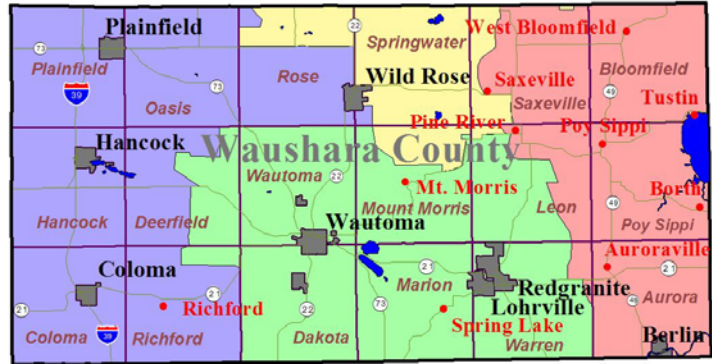 Plainfield
22
West Bloomfield
73
Springwater
49
Plainfield
Rose
Wild Rose
Saxeville
Bloomfield
39
Oasis
73
Saxeville
49
Tustin
Hancock
Pine River
Poy Sippi
Waushara County
Wautoma
22
Mt. Morris
Borth
Hancock
Deerfield
Wautoma
Mount Morris
Leon
49
Poy Sippi
Coloma
Auroraville
21
Marion
21
Redgranite
21
Lohrville
Aurora
21
Richford
22
73
Spring Lake
49
Coloma
39
Richford
Dakota
Warren
Berlin